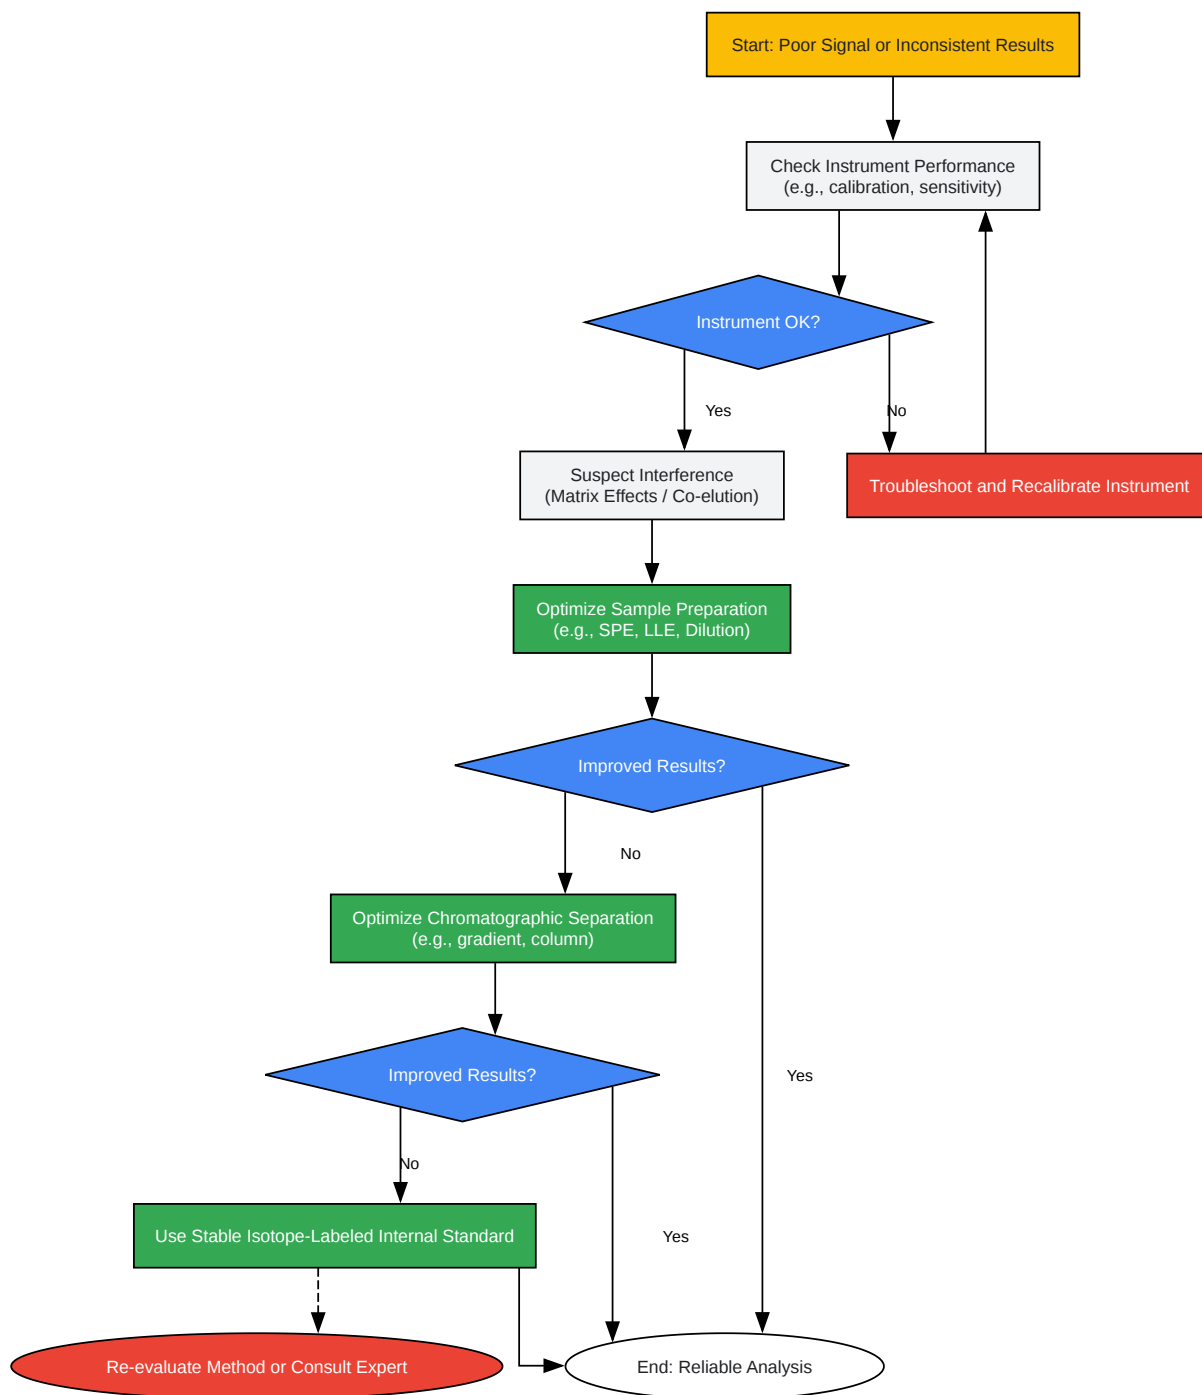 Start: Poor Signal or Inconsistent Results
Check Instrument Performance
(e.g., calibration, sensitivity)
Instrument OK?
Yes
No
Suspect Interference
(Matrix Effects / Co-elution)
Troubleshoot and Recalibrate Instrument
Optimize Sample Preparation
(e.g., SPE, LLE, Dilution)
Improved Results?
No
Optimize Chromatographic Separation
(e.g., gradient, column)
Improved Results?
Yes
No
Use Stable Isotope-Labeled Internal Standard
Yes
Re-evaluate Method or Consult Expert
End: Reliable Analysis